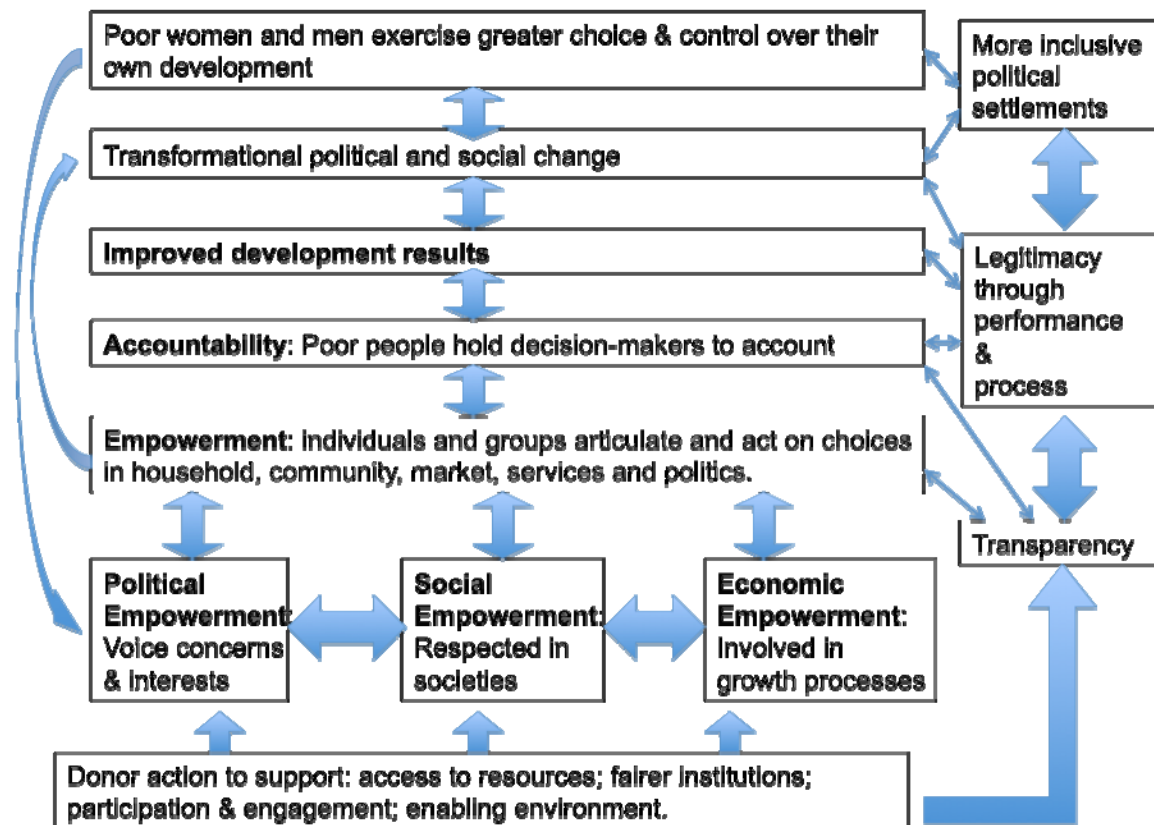 Poor women and men exercise greater choice & control over their
own development
More inclusive
political
settlements
Transformational political and social change
Improved development results
Legitimacy
through
performance
&
process
Accountability: Poor people hold decision-makers to account
Empowerment: individuals and groups articulate and act on choices
in household, community, market, services and politics.
Transparency
Political
Empowerment:
Voice concerns
& interests
Social
Empowerment:
Respected in
societies
Economic
Empowerment:
Involved in
growth processes
Donor action to support: access to resources; fairer institutions;
participation & engagement; enabling environment.